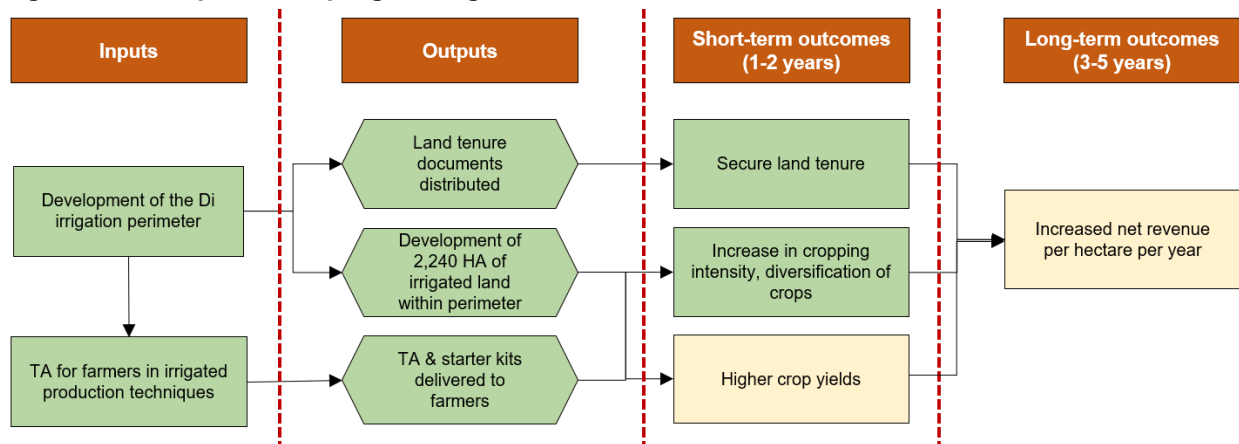 Inputs
Outputs
Short-term outcomes
(1-2 years)
Long-term outcomes
(3-5 years)
Development of the Di
irrigation perimeter
TA for farmers in irrigated
production techniques
Land tenure
documents
distributed
Development of
2,240 HA of
irrigated land
within perimeter
TA & starter kits
delivered to
farmers
Secure land tenure
Increase in cropping
intensity, diversification of
crops
Higher crop yields
Increased net revenue
per hectare per year